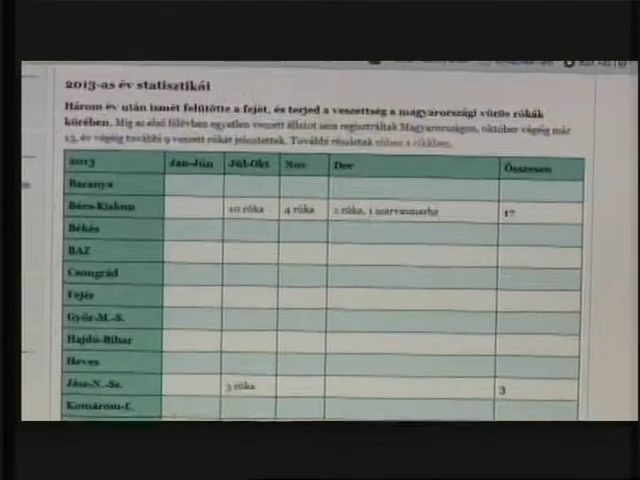 2013-as év statisztikái
Három év után ismét felütötte a fejét, és terjed a veszettség a magyarországi vörös rókák
körében. Míg az első félévben egyetlen veszett állatot sem regisztráltak Magyarországon, október végéig már
13, év végéig további 9 veszett rókát jelentettek. További részletek ebben a cikkben.
2013 Jan-Jún Júl-Okt Nov Dec Összesen
Baranya
Bács-Kiskun 10 róka 4 róka 2 róka, 1 szarvasmarha 17
Békés
BAZ
Csongrád
Fejér
Győr-M.-S.
Hajdú-Bihar
Heves
Jász-N.-Sz. 3 róka 3
Komárom-E.